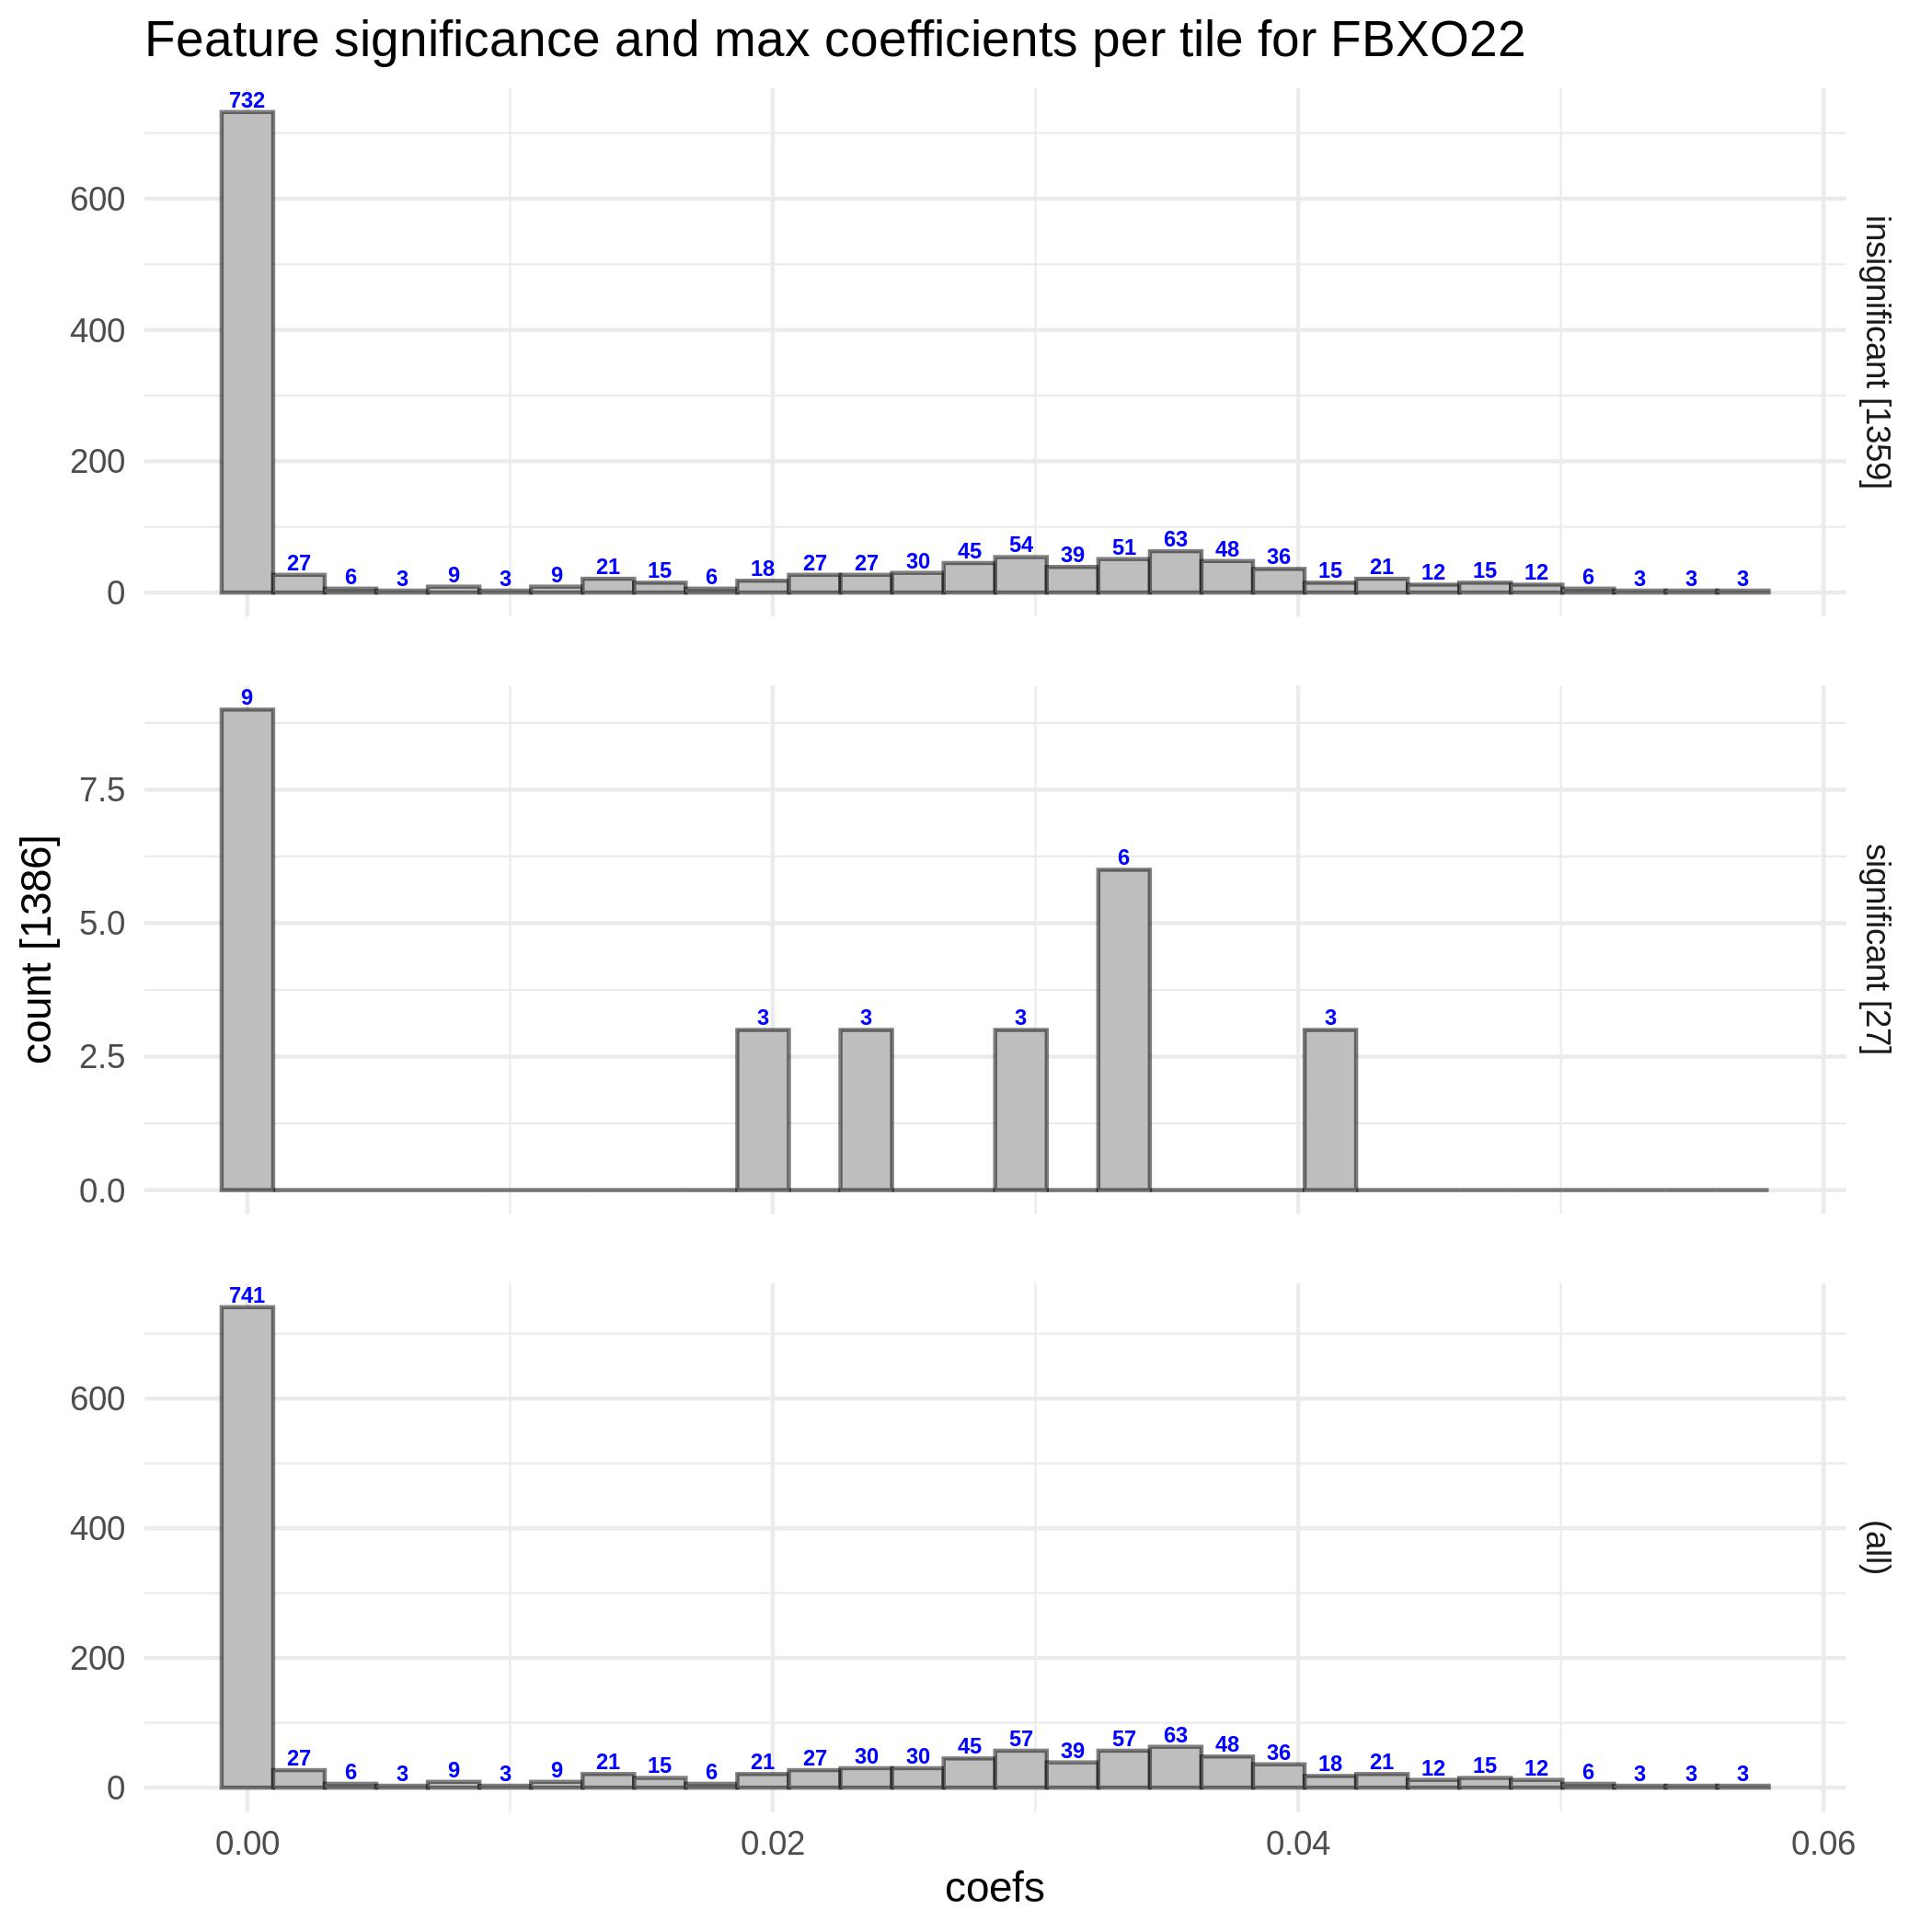 Feature significance and max coefficients per tile for FBXO22
732
600
400
200
0
27 6 3 9 3 9 21 15 6 18 27 27 30 45 54 39 51 63 48 36 15 21 12 15 12 6 3 3 3
insignificant [1359]
count [1386]
9
7.5
5.0
2.5
0.0
3 3 3 6 3
significant [27]
741
600
400
200
0
27 6 3 9 3 9 21 15 6 21 27 30 30 45 57 39 57 63 48 36 18 21 12 15 12 6 3 3 3
(all)
0.00 0.02 0.04 0.06
coefs